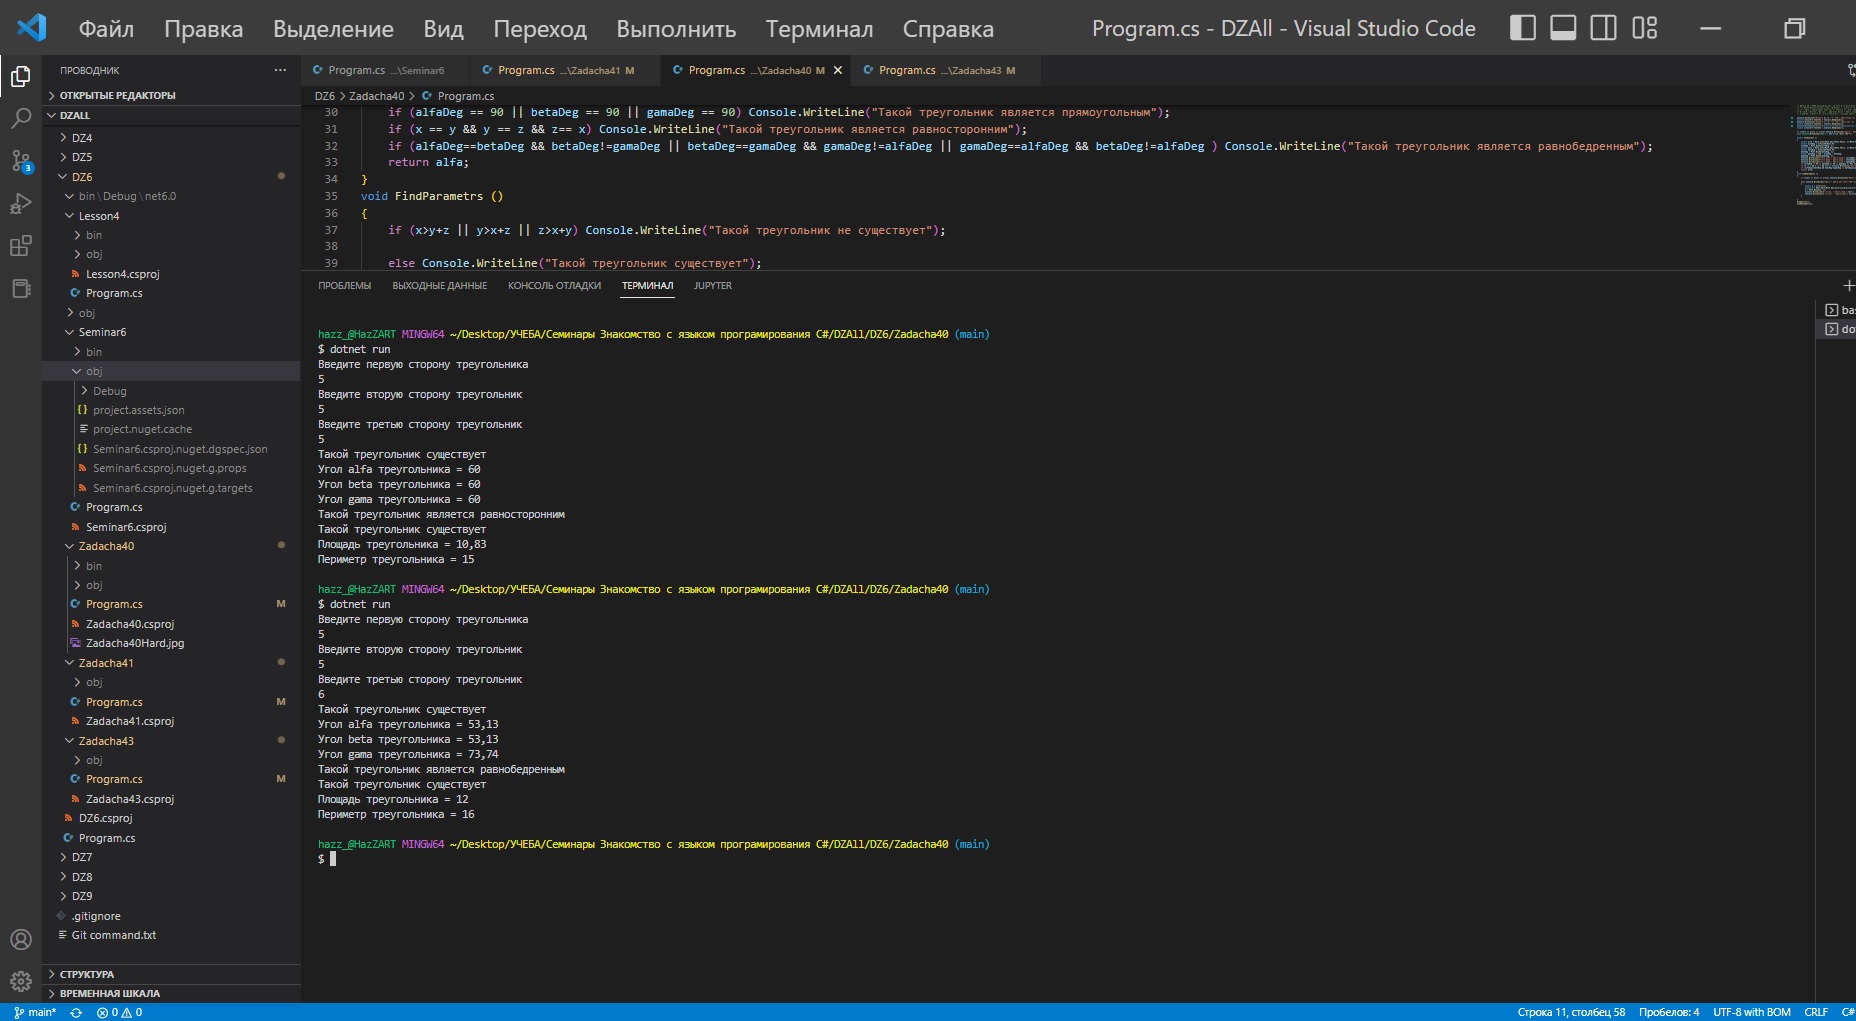 Файл Правка Выделение Вид Переход Выполнить Терминал Справка Program.cs - DZAll - Visual Studio Code
ПРОВОДНИК ···
ОТКРЫТЫЕ РЕДАКТОРЫ
DZALL
DZ4
DZ5
DZ6
bin\Debug\net6.0
Lesson4
bin
obj
Lesson4.csproj
Program.cs
obj
Seminar6
bin
obj
Debug
project.assets.json
project.nuget.cache
Seminar6.csproj.nuget.dgspec.json
Seminar6.csproj.nuget.g.props
Seminar6.csproj.nuget.g.targets
Program.cs
Seminar6.csproj
Zadacha40
bin
obj
Program.cs M
Zadacha40.csproj
Zadacha40Hard.jpg
Zadacha41
obj
Program.cs M
Zadacha41.csproj
Zadacha43
obj
Program.cs M
Zadacha43.csproj
DZ6.csproj
Program.cs
DZ7
DZ8
DZ9
.gitignore
Git command.txt
СТРУКТУРА
ВРЕМЕННАЯ ШКАЛА
3
Program.cs ...\Seminar6 Program.cs ...\Zadacha41 M Program.cs ...\Zadacha40 M Program.cs ...\Zadacha43 M
DZ6 > Zadacha40 > Program.cs
30 if (alfaDeg == 90 || betaDeg == 90 || gamaDeg == 90) Console.WriteLine("Такой треугольник является прямоугольным");
31 if (x == y && y == z && z== x) Console.WriteLine("Такой треугольник является равносторонним");
32 if (alfaDeg==betaDeg && betaDeg!=gamaDeg || betaDeg==gamaDeg && gamaDeg!=alfaDeg || gamaDeg==alfaDeg && betaDeg!=alfaDeg ) Console.WriteLine("Такой треугольник является равнобедренным");
33 return alfa;
34 }
35 void FindParametrs ()
36 {
37 if (x>y+z || y>x+z || z>x+y) Console.WriteLine("Такой треугольник не существует");
38
39 else Console.WriteLine("Такой треугольник существует");
ПРОБЛЕМЫ ВЫХОДНЫЕ ДАННЫЕ КОНСОЛЬ ОТЛАДКИ ТЕРМИНАЛ JUPYTER
hazz_@HazZART MINGW64 ~/Desktop/УЧЕБА/Семинары Знакомство с языком програмирования C#/DZAll/DZ6/Zadacha40 (main)
$ dotnet run
Введите первую сторону треугольника
5
Введите вторую сторону треугольник
5
Введите третью сторону треугольник
5
Такой треугольник существует
Угол alfa треугольника = 60
Угол beta треугольника = 60
Угол gama треугольника = 60
Такой треугольник является равносторонним
Такой треугольник существует
Площадь треугольника = 10,83
Периметр треугольника = 15
hazz_@HazZART MINGW64 ~/Desktop/УЧЕБА/Семинары Знакомство с языком програмирования C#/DZAll/DZ6/Zadacha40 (main)
$ dotnet run
Введите первую сторону треугольника
5
Введите вторую сторону треугольник
5
Введите третью сторону треугольник
6
Такой треугольник существует
Угол alfa треугольника = 53,13
Угол beta треугольника = 53,13
Угол gama треугольника = 73,74
Такой треугольник является равнобедренным
Такой треугольник существует
Площадь треугольника = 12
Периметр треугольника = 16
hazz_@HazZART MINGW64 ~/Desktop/УЧЕБА/Семинары Знакомство с языком програмирования C#/DZAll/DZ6/Zadacha40 (main)
$
main* 0 0 Строка 11, столбец 58 Пробелов: 4 UTF-8 with BOM CRLF C#